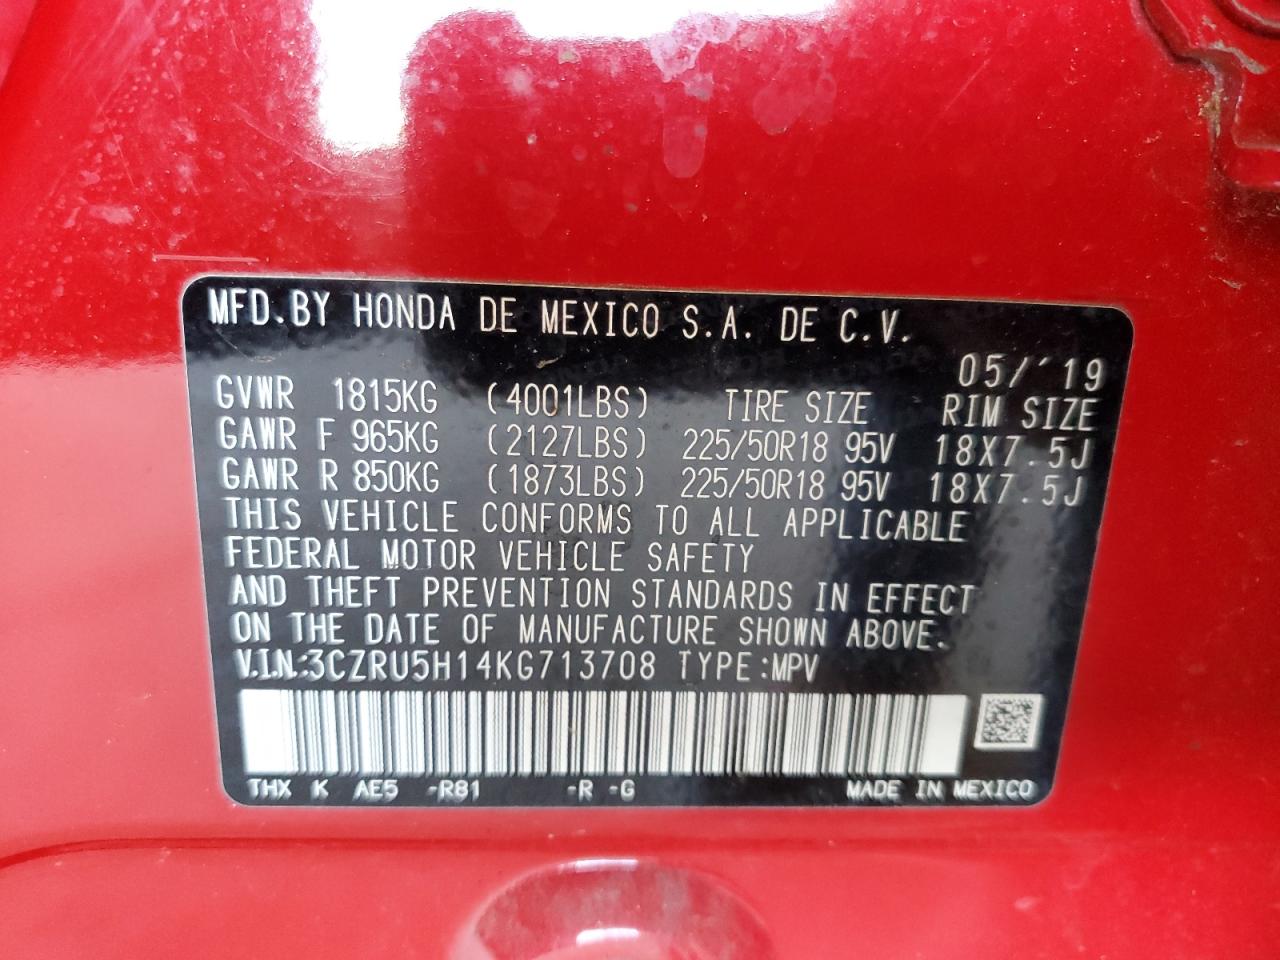 MFD.BY HONDA DE MEXICO S.A. DE C.V.
05/'19
GVWR 1815KG (4001LBS) TIRE SIZE RIM SIZE
GAWR F 965KG (2127LBS) 225/50R18 95V 18X7.5J
GAWR R 850KG (1873LBS) 225/50R18 95V 18X7.5J
THIS VEHICLE CONFORMS TO ALL APPLICABLE
FEDERAL MOTOR VEHICLE SAFETY
AND THEFT PREVENTION STANDARDS IN EFFECT
ON THE DATE OF MANUFACTURE SHOWN ABOVE.
V.I.N.:3CZRU5H14KG713708 TYPE:MPV
THX K AE5 -R81 -R -G MADE IN MEXICO